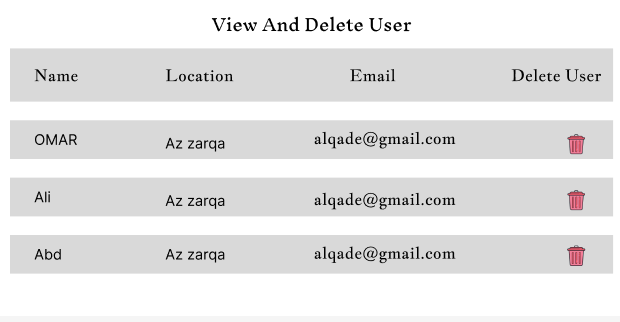 View And Delete User
Name Location Email Delete User
OMAR Az zarqa alqade@gmail.com
Ali Az zarqa alqade@gmail.com
Abd Az zarqa alqade@gmail.com